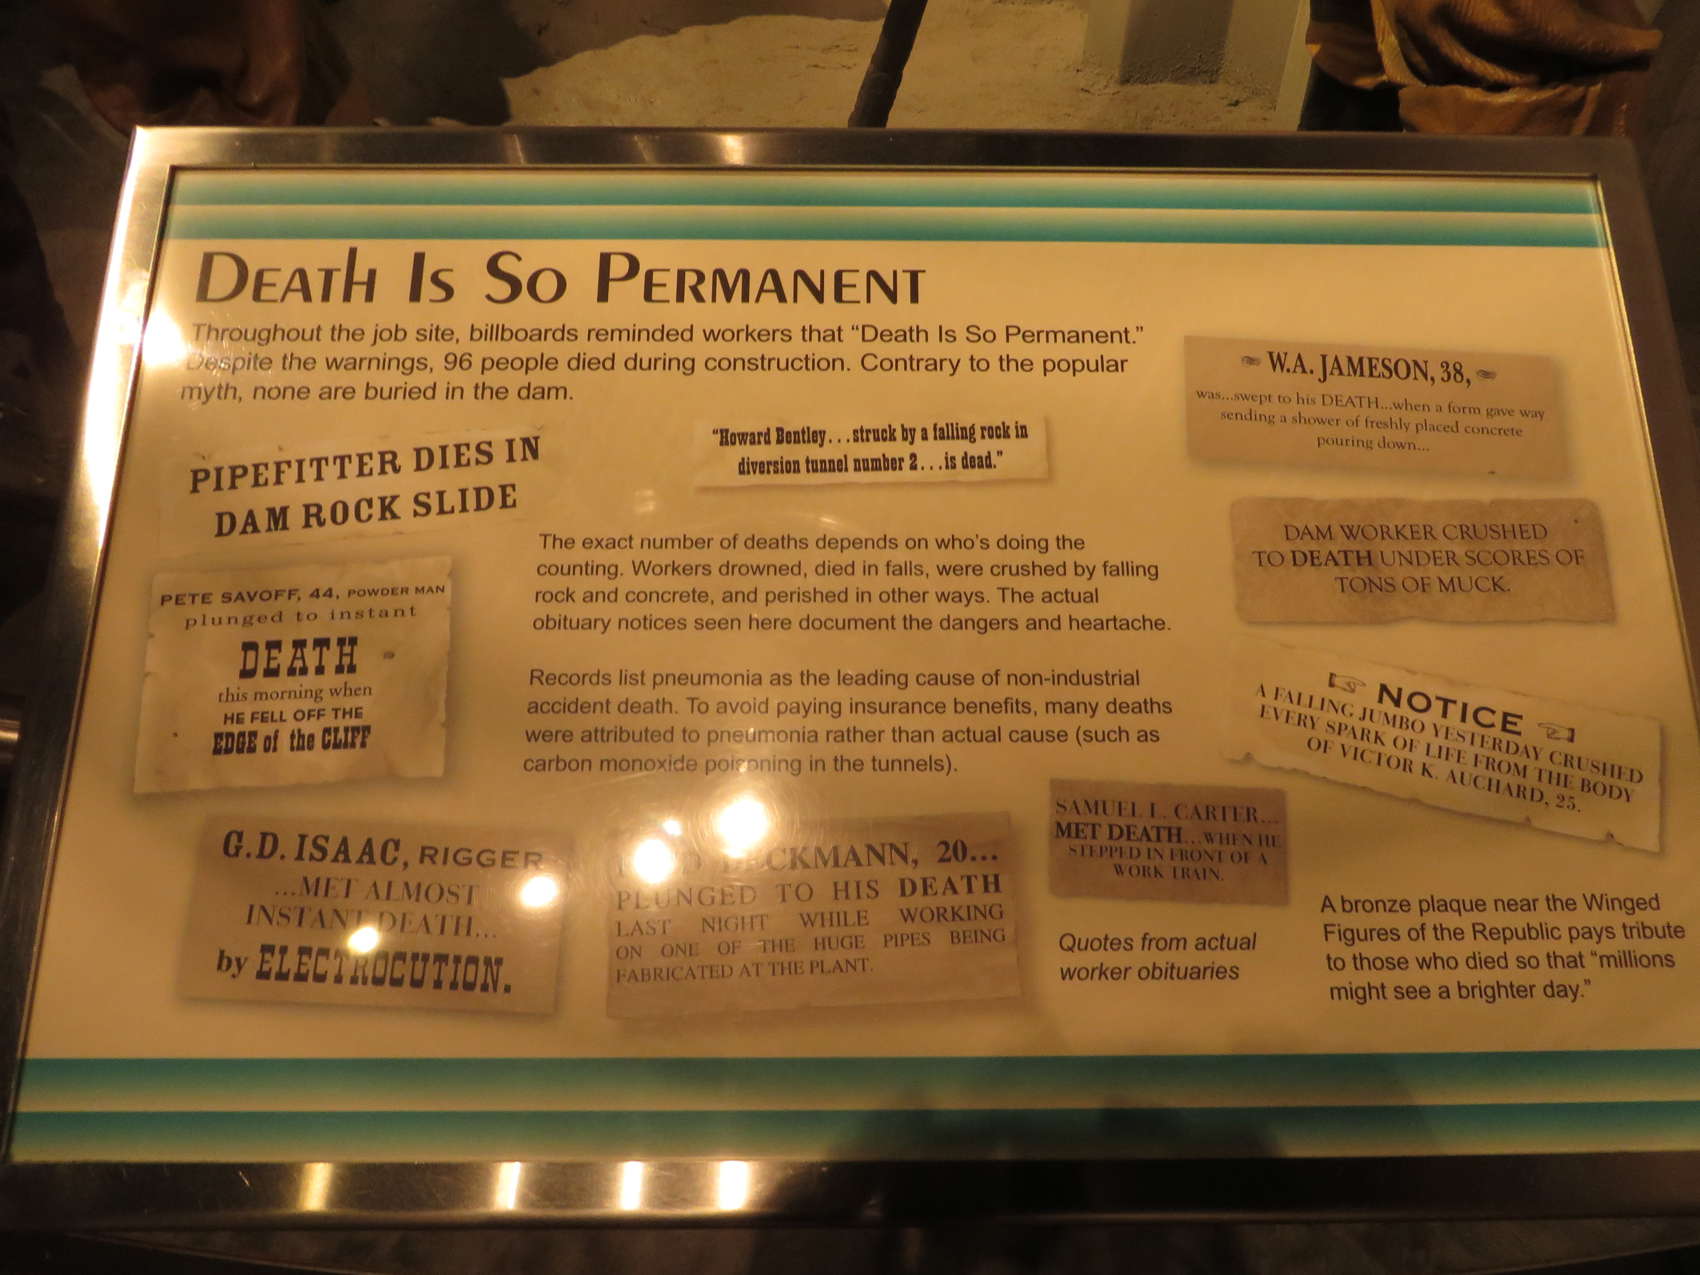 DEATH IS SO PERMANENT
Throughout the job site, billboards reminded workers that “Death Is So Permanent.”
Despite the warnings, 96 people died during construction. Contrary to the popular
myth, none are buried in the dam.
PIPEFITTER DIES IN
DAM ROCK SLIDE
“Howard Bentley...struck by a falling rock in
diversion tunnel number 2...is dead.”
W.A. JAMESON, 38,
was...swept to his DEATH...when a form gave way
sending a shower of freshly placed concrete
pouring down...
PETE SAVOFF, 44, POWDER MAN
plunged to instant
DEATH
this morning when
HE FELL OFF THE
EDGE of the CLIFF
The exact number of deaths depends on who’s doing the
counting. Workers drowned, died in falls, were crushed by falling
rock and concrete, and perished in other ways. The actual
obituary notices seen here document the dangers and heartache.
Records list pneumonia as the leading cause of non-industrial
accident death. To avoid paying insurance benefits, many deaths
were attributed to pneumonia rather than actual cause (such as
carbon monoxide poisoning in the tunnels).
DAM WORKER CRUSHED
TO DEATH UNDER SCORES OF
TONS OF MUCK.
NOTICE
A FALLING JUMBO YESTERDAY CRUSHED
EVERY SPARK OF LIFE FROM THE BODY
OF VICTOR K. AUCHARD, 25.
G.D. ISAAC, RIGGER
...MET ALMOST
INSTANT DEATH...
by ELECTROCUTION.
20...
PLUNGED TO HIS DEATH
LAST NIGHT WHILE WORKING
ON ONE OF THE HUGE PIPES BEING
FABRICATED AT THE PLANT.
SAMUEL L. CARTER...
MET DEATH...WHEN HE
STEPPED IN FRONT OF A
WORK TRAIN.
Quotes from actual
worker obituaries
A bronze plaque near the Winged
Figures of the Republic pays tribute
to those who died so that “millions
might see a brighter day.”